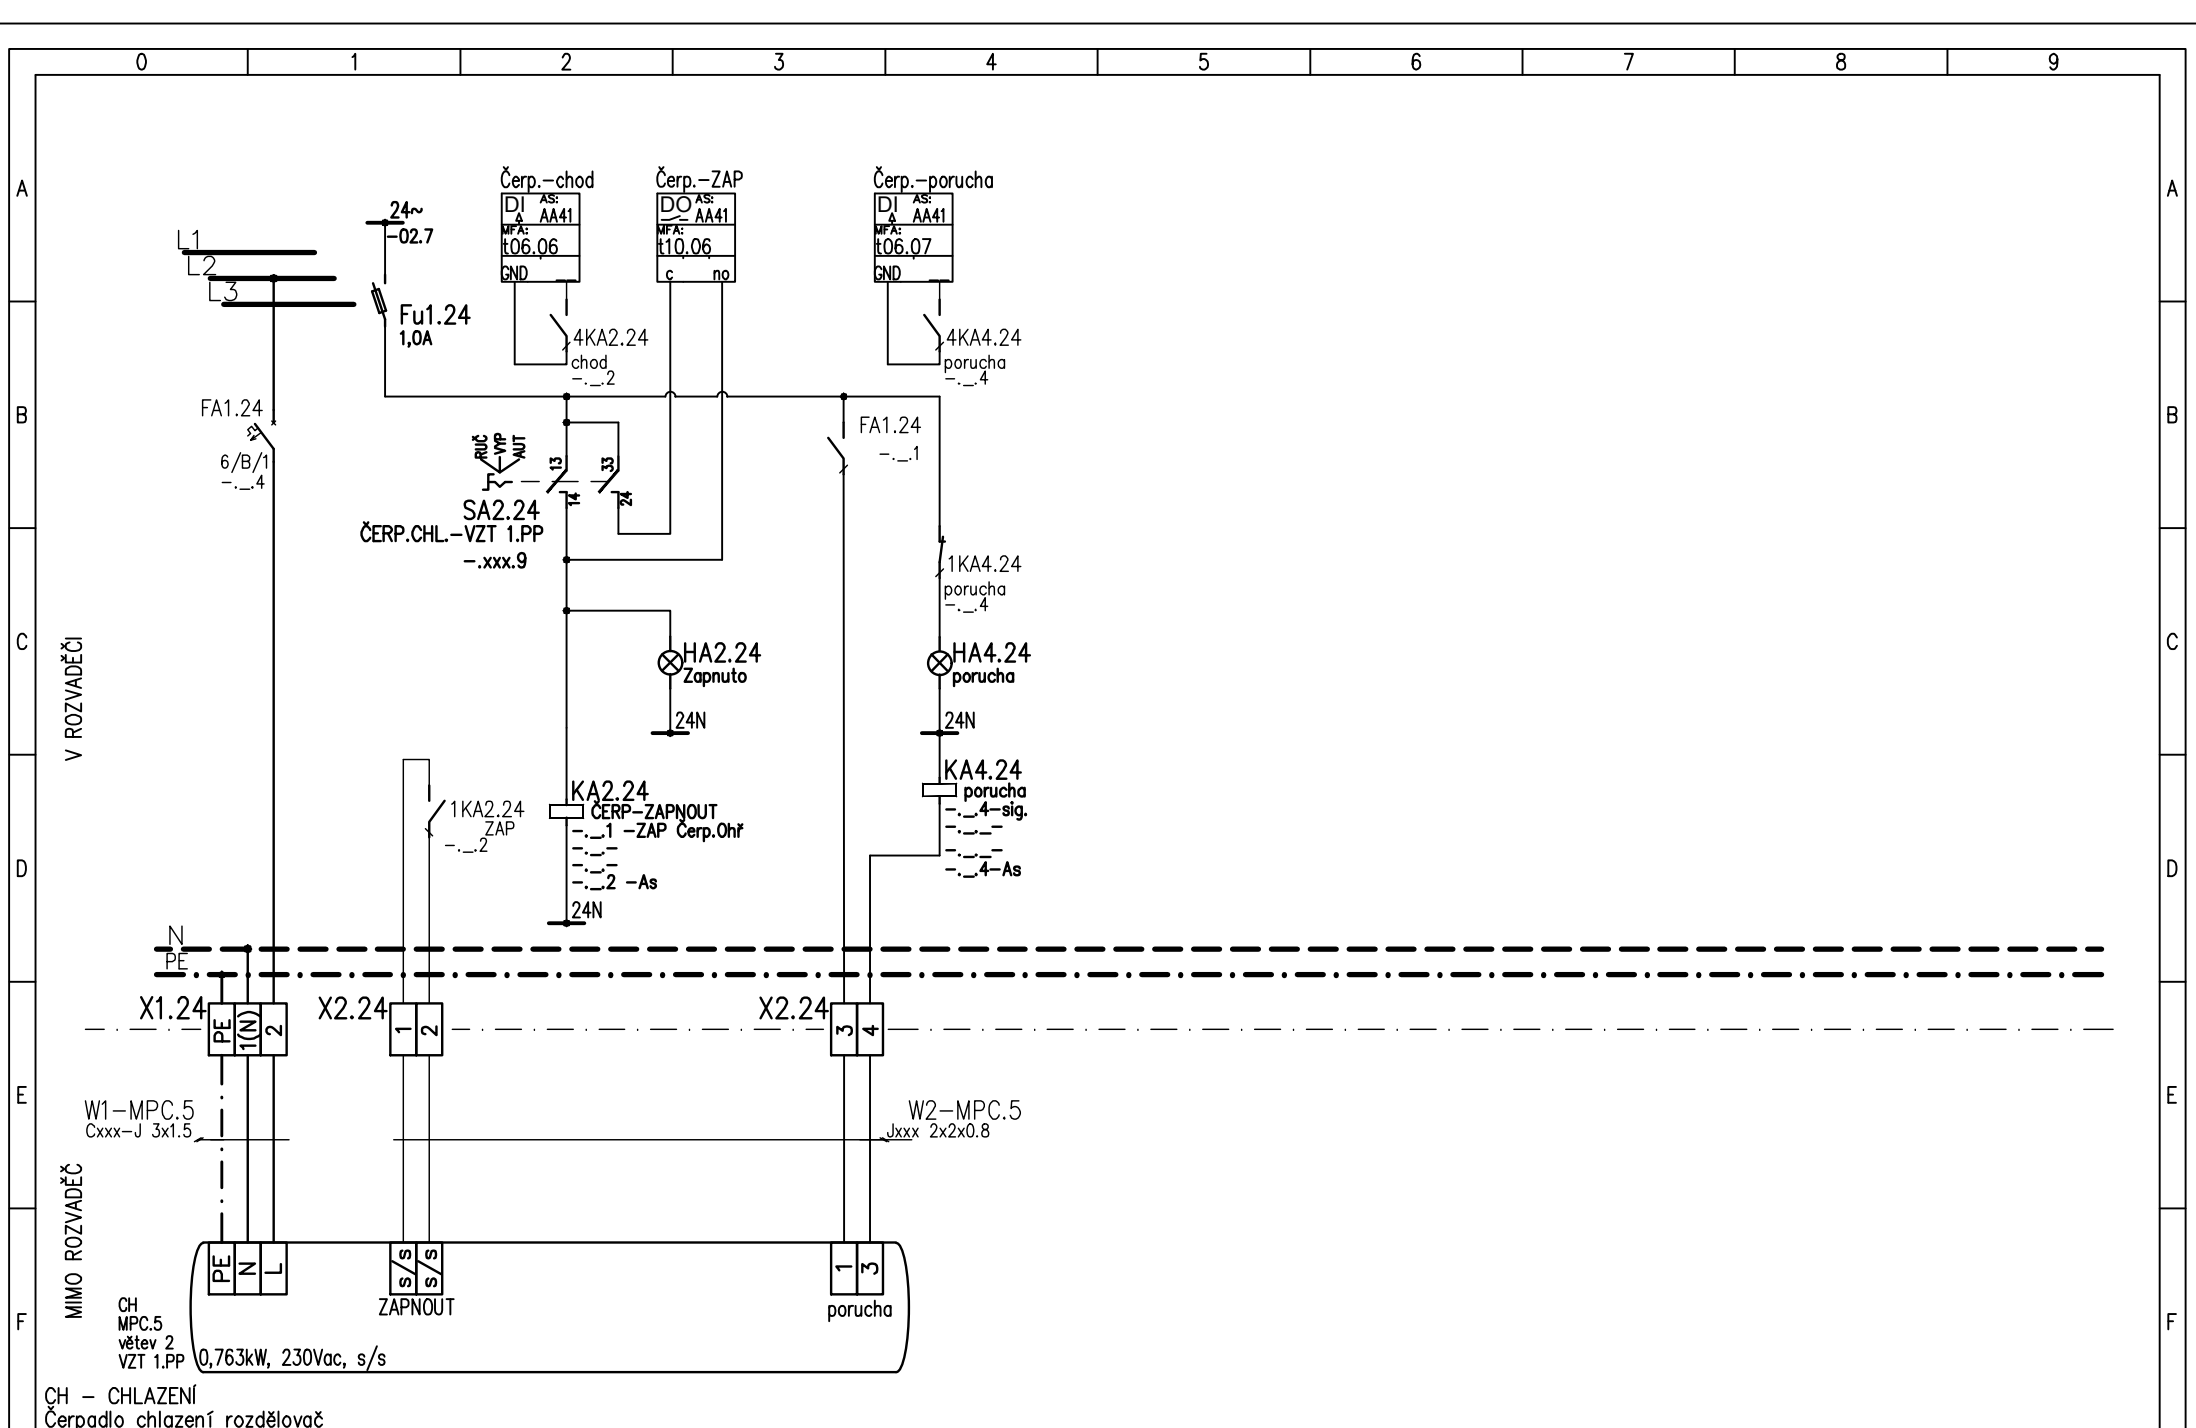 0 1 2 3 4 5 6 7 8 9
A
A
B
B
C
C
D
D
E
E
F
F
L1
L2
L3
24~
-02.7
Fu1.24
1,0A
Čerp.-chod
DI AS:
AA41
MFA:
t06.06
GND
Čerp.-ZAP
DO AS:
AA41
MFA:
t10.06
c no
Čerp.-porucha
DI AS:
AA41
MFA:
t06.07
GND
4KA2.24
chod
-._.2
4KA4.24
porucha
-._.4
FA1.24
6/B/1
-._.4
RUČ
VYP
AUT
13
14
33
24
SA2.24
ČERP.CHL.-VZT 1.PP
-.xxx.9
FA1.24
-._.1
1KA4.24
porucha
-._.4
V ROZVADĚČI
HA2.24
Zapnuto
24N
HA4.24
porucha
24N
1KA2.24
ZAP
-._.2
KA2.24
ČERP-ZAPNOUT
-._.1 -ZAP Čerp.Ohř
-._.-
-._.-
-._.2 -As
24N
KA4.24
porucha
-._.4-sig.
-._._-
-._._-
-._.4-As
N
PE
X1.24
PE
1(N)
2
X2.24
1
2
X2.24
3
4
W1-MPC.5
Cxxx-J 3x1.5
W2-MPC.5
Jxxx 2x2x0.8
MIMO ROZVADĚČ
PE
N
L
s/s
s/s
ZAPNOUT
1
3
porucha
CH
MPC.5
větev 2
VZT 1.PP
0,763kW, 230Vac, s/s
CH - CHLAZENÍ
Čerpadlo chlazení rozdělovač